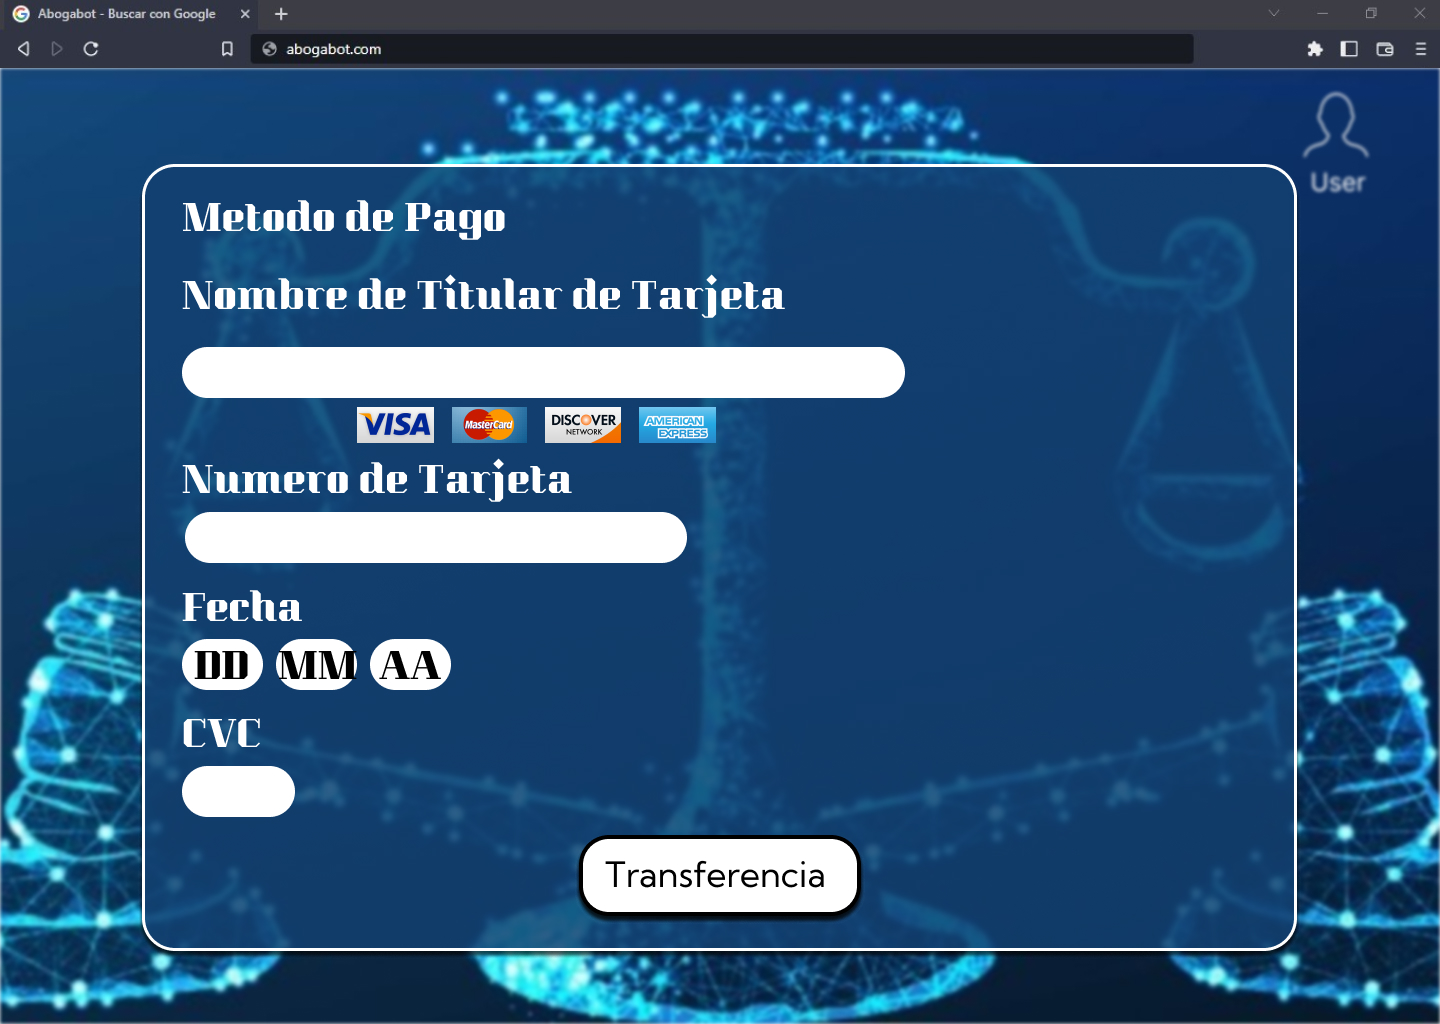 Abogabot - Buscar con Google
abogabot.com
User
Metodo de Pago
Nombre de Titular de Tarjeta
VISA MasterCard DISCOVER NETWORK AMERICAN EXPRESS
Numero de Tarjeta
Fecha
DD MM AA
CVC
Transferencia